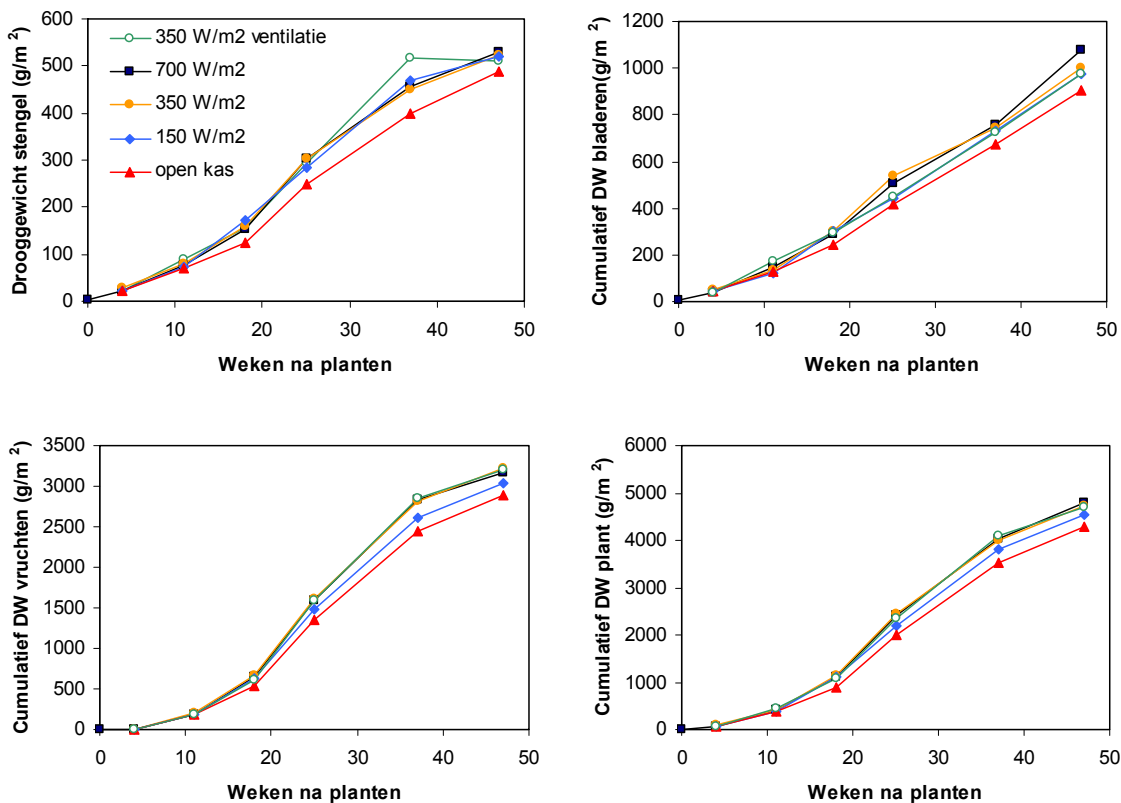 Drooggewicht stengel (g/m 2)
600
500
400
300
200
100
0
350 W/m2 ventilatie
700 W/m2
350 W/m2
150 W/m2
open kas
0 10 20 30 40 50
Weken na planten
Cumulatief DW bladeren(g/m 2)
1200
1000
800
600
400
200
0
0 10 20 30 40 50
Weken na planten
Cumulatief DW vruchten (g/m 2)
3500
3000
2500
2000
1500
1000
500
0
0 10 20 30 40 50
Weken na planten
Cumulatief DW plant (g/m 2)
6000
5000
4000
3000
2000
1000
0
0 10 20 30 40 50
Weken na planten